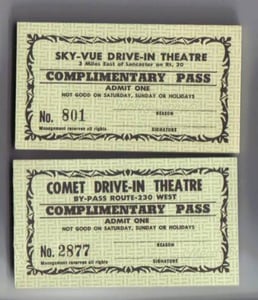 SKY-VUE DRIVE-IN THEATRE
3 Miles East of Lancaster on Rt. 30
COMPLIMENTARY PASS
ADMIT ONE
NOT GOOD ON SATURDAY, SUNDAY OR HOLIDAYS
No. 801
REASON
Management reserves all rights
SIGNATURE
COMET DRIVE-IN THEATRE
BY-PASS ROUTE-230 WEST
COMPLIMENTARY PASS
ADMIT ONE
NOT GOOD ON SATURDAY, SUNDAY OR HOLIDAYS
REASON
No. 2877
Management reserves all rights
SIGNATURE